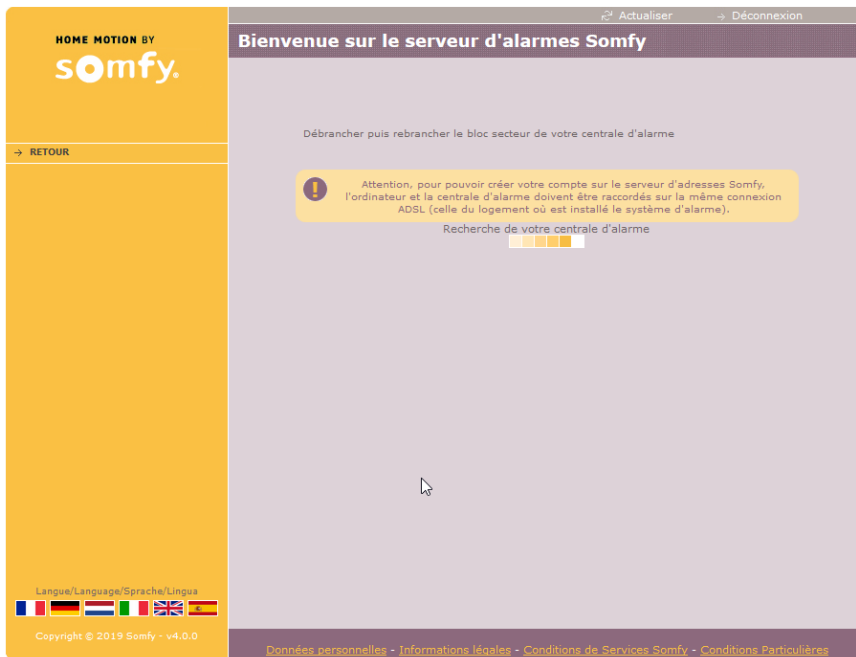 Actualiser
Déconnexion
HOME MOTION BY
somfy.
Bienvenue sur le serveur d'alarmes Somfy
RETOUR
Débrancher puis rebrancher le bloc secteur de votre centrale d'alarme
Attention, pour pouvoir créer votre compte sur le serveur d'adresses Somfy,
l'ordinateur et la centrale d'alarme doivent être raccordés sur la même connexion
ADSL (celle du logement où est installé le système d'alarme).
Recherche de votre centrale d'alarme
Langue/Language/Sprache/Lingua
Copyright © 2019 Somfy - v4.0.0
Données personnelles - Informations légales - Conditions de Services Somfy - Conditions Particulières